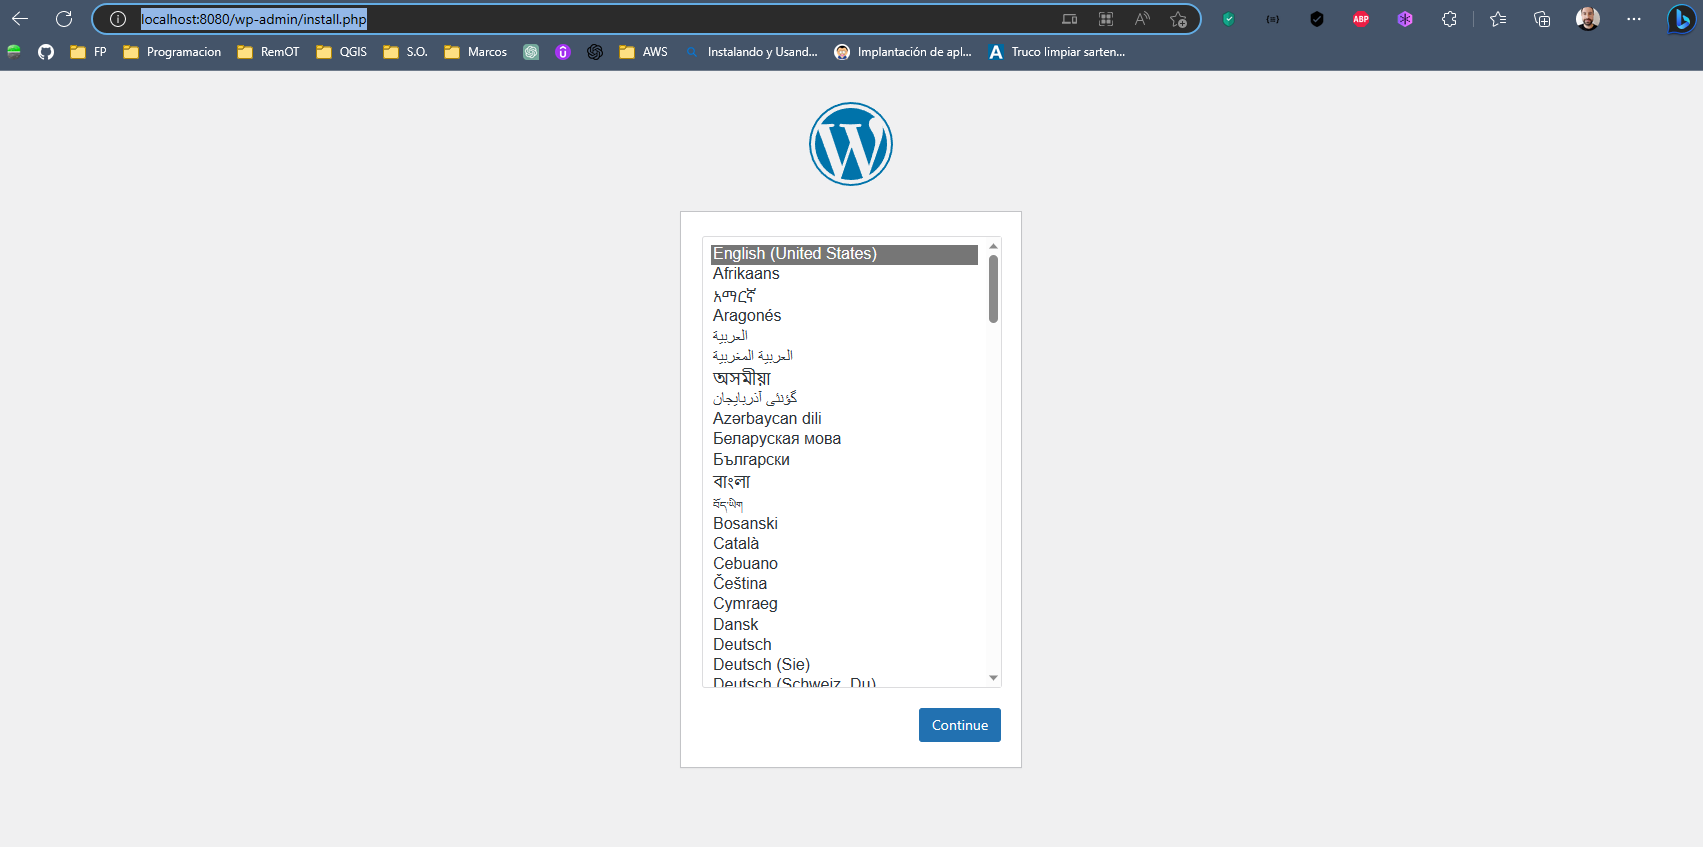 localhost:8080/wp-admin/install.php
ABP
FP
Programacion
RemOT
QGIS
S.O.
Marcos
AWS
Instalando y Usand...
Implantación de apl...
Truco limpiar sarten...
English (United States)
Afrikaans
አማርኛ
Aragonés
العربية
العربية المغربية
অসমীয়া
گؤنئی آذربایجان
Azərbaycan dili
Беларуская мова
Български
বাংলা
བོད་ཡིག
Bosanski
Català
Cebuano
Čeština
Cymraeg
Dansk
Deutsch
Deutsch (Sie)
Deutsch (Schweiz, Du)
Continue